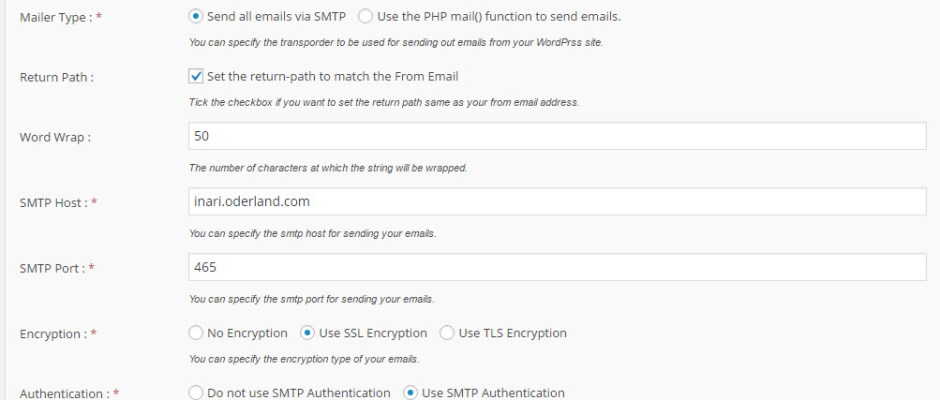 Mailer Type : * Send all emails via SMTP Use the PHP mail() function to send emails.
You can specify the transporder to be used for sending out emails from your WordPrss site.
Return Path : Set the return-path to match the From Email
Tick the checkbox if you want to set the return path same as your from email address.
Word Wrap : 50
The number of characters at which the string will be wrapped.
SMTP Host : * inari.oderland.com
You can specify the smtp host for sending your emails.
SMTP Port : * 465
You can specify the smtp port for sending your emails.
Encryption : * No Encryption Use SSL Encryption Use TLS Encryption
You can specify the encryption type of your emails.
Authentication : * Do not use SMTP Authentication Use SMTP Authentication